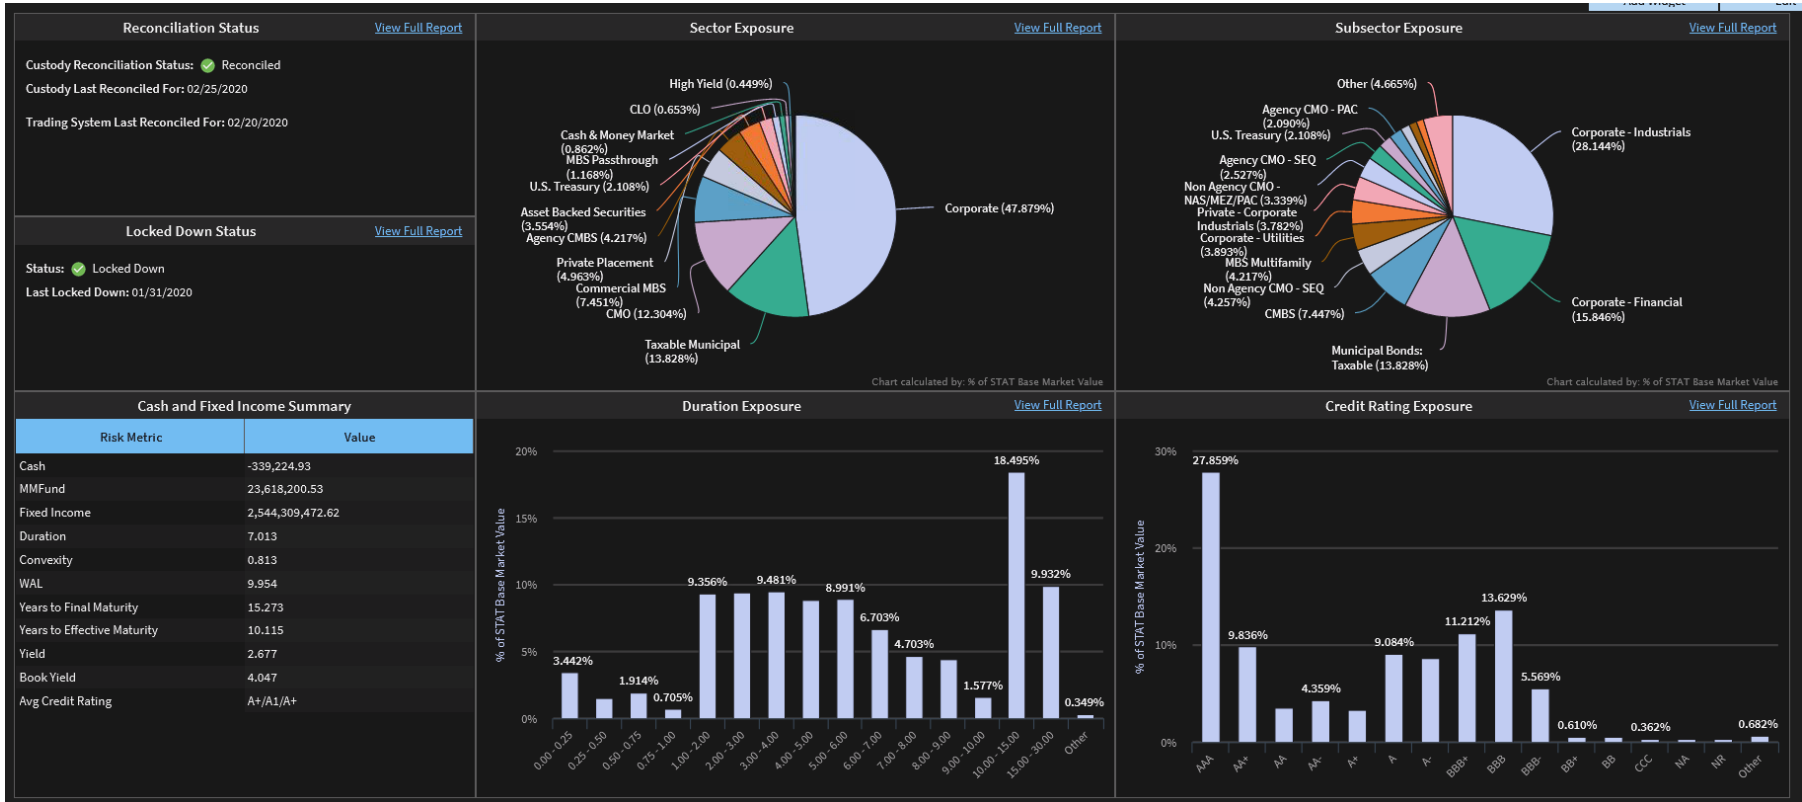 Add Widget
Edit
Reconciliation Status
View Full Report
Custody Reconciliation Status: Reconciled
Custody Last Reconciled For: 02/25/2020
Trading System Last Reconciled For: 02/20/2020
Locked Down Status
View Full Report
Status: Locked Down
Last Locked Down: 01/31/2020
Sector Exposure
View Full Report
High Yield (0.449%)
CLO (0.653%)
Cash & Money Market
(0.862%)
MBS Passthrough
(1.168%)
U.S. Treasury (2.108%)
Asset Backed Securities
(3.554%)
Agency CMBS (4.217%)
Private Placement
(4.963%)
Commercial MBS
(7.451%)
CMO (12.304%)
Taxable Municipal
(13.828%)
Corporate (47.879%)
Chart calculated by: % of STAT Base Market Value
Subsector Exposure
View Full Report
Other (4.665%)
Agency CMO - PAC
(2.090%)
U.S. Treasury (2.108%)
Agency CMO - SEQ
(2.527%)
Non Agency CMO -
NAS/MEZ/PAC (3.339%)
Private - Corporate
Industrials (3.782%)
Corporate - Utilities
(3.893%)
MBS Multifamily
(4.217%)
Non Agency CMO - SEQ
(4.257%)
CMBS (7.447%)
Municipal Bonds:
Taxable (13.828%)
Corporate - Industrials
(28.144%)
Corporate - Financial
(15.846%)
Chart calculated by: % of STAT Base Market Value
Cash and Fixed Income Summary
Risk Metric Value
Cash -339,224.93
MMFund 23,618,200.53
Fixed Income 2,544,309,472.62
Duration 7.013
Convexity 0.813
WAL 9.954
Years to Final Maturity 15.273
Years to Effective Maturity 10.115
Yield 2.677
Book Yield 4.047
Avg Credit Rating A+/A1/A+
Duration Exposure
View Full Report
% of STAT Base Market Value
20%
15%
10%
5%
0%
3.442%
1.914%
0.705%
9.356%
9.481%
8.991%
6.703%
4.703%
1.577%
18.495%
9.932%
0.349%
0.00 - 0.25
0.25 - 0.50
0.50 - 0.75
0.75 - 1.00
1.00 - 2.00
2.00 - 3.00
3.00 - 4.00
4.00 - 5.00
5.00 - 6.00
6.00 - 7.00
7.00 - 8.00
8.00 - 9.00
9.00 - 10.00
10.00 - 15.00
15.00 - 30.00
Other
Credit Rating Exposure
View Full Report
% of STAT Base Market Value
30%
20%
10%
0%
27.859%
9.836%
4.359%
9.084%
11.212%
13.629%
5.569%
0.610%
0.362%
0.682%
AAA
AA+
AA
AA-
A+
A
A-
BBB+
BBB
BBB-
BB+
BB
CCC
NA
NR
Other